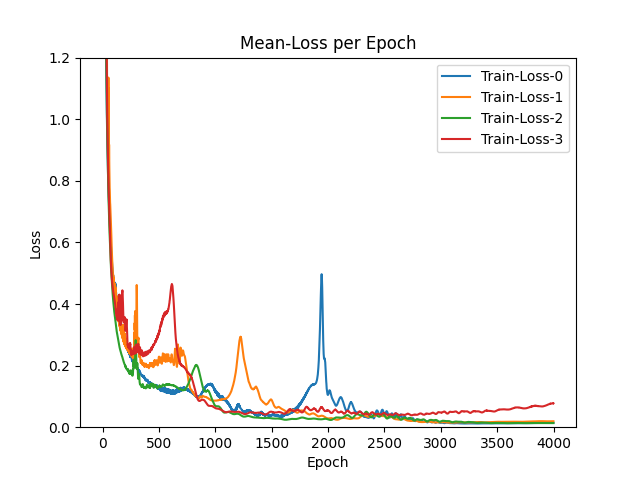 Mean-Loss per Epoch
Loss
1.2
1.0
0.8
0.6
0.4
0.2
0.0
Train-Loss-0
Train-Loss-1
Train-Loss-2
Train-Loss-3
0 500 1000 1500 2000 2500 3000 3500 4000
Epoch